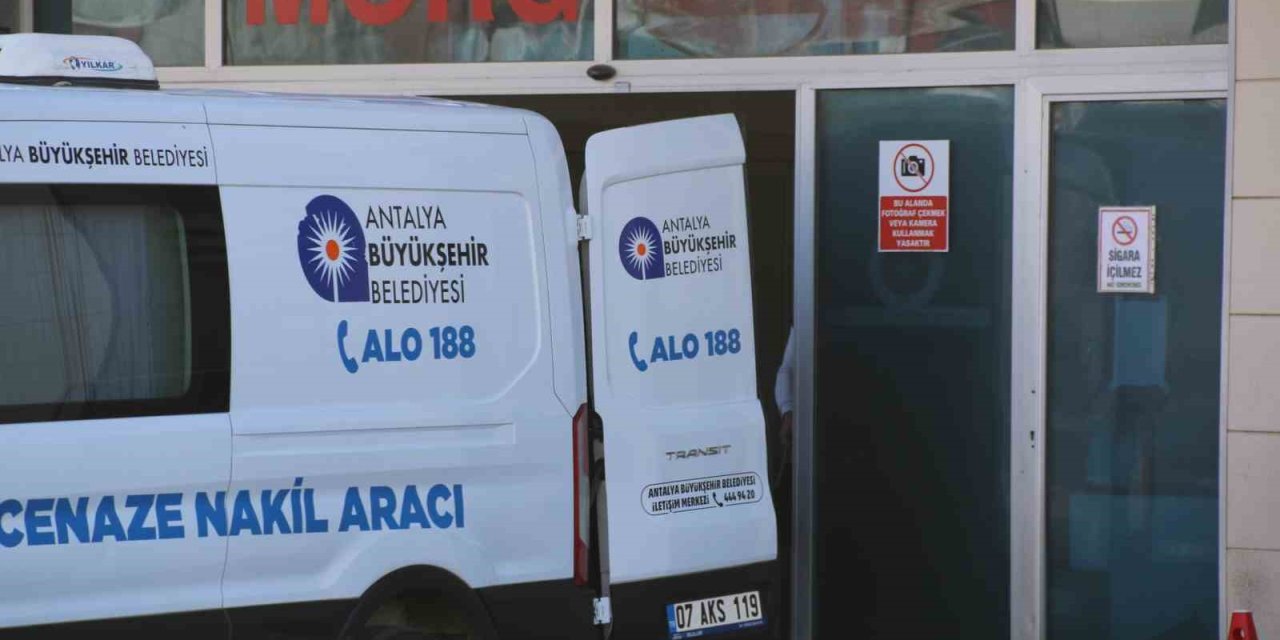 MORG
YILKAR
LYA BÜYÜKŞEHİR BELEDİYESİ
ANTALYA
BÜYÜKŞEHİR
BELEDİYESİ
ALO 188
CENAZE NAKİL ARACI
ANTALYA
BÜYÜKŞEHİR
BELEDİYESİ
ALO 188
TRANSIT
ANTALYA BÜYÜKŞEHİR BELEDİYESİ
İLETİŞİM MERKEZİ 444 94 20
07 AKS 119
BU ALANDA
FOTOĞRAF ÇEKMEK
VEYA KAMERA
KULLANMAK
YASAKTIR
SİGARA
İÇİLMEZ